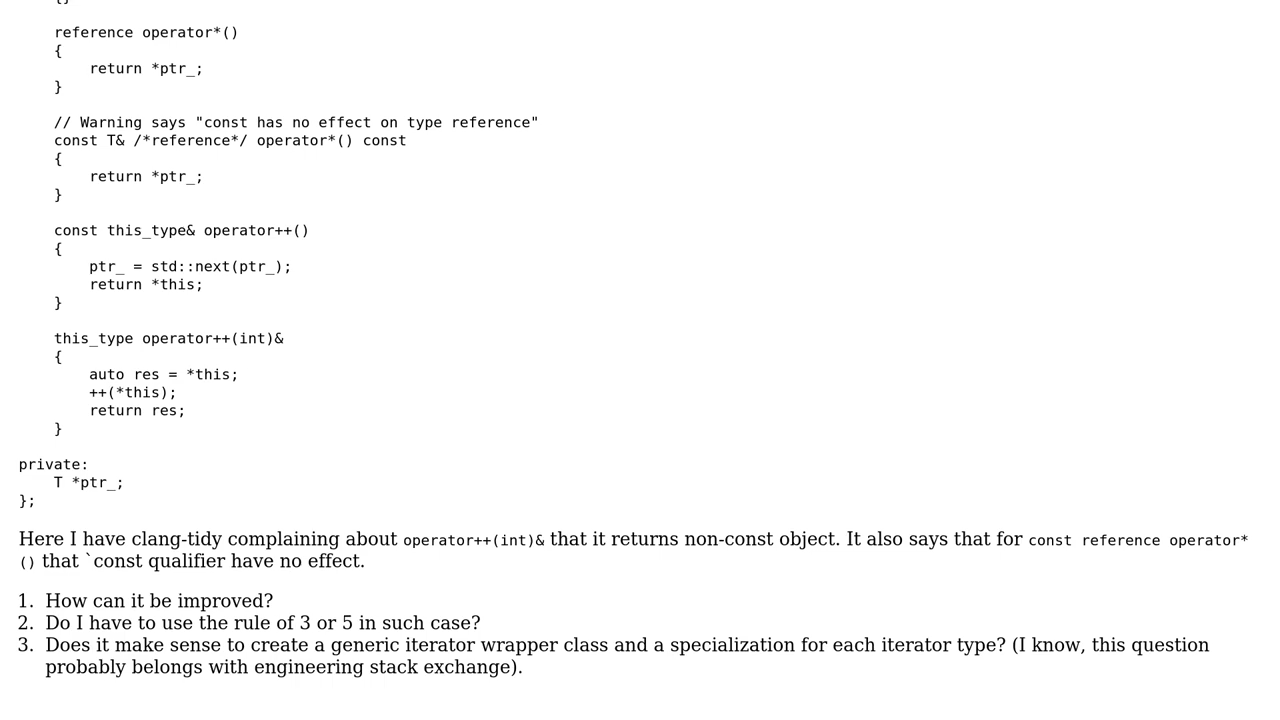 {}
reference operator*()
{
return *ptr_;
}
// Warning says "const has no effect on type reference"
const T& /*reference*/ operator*() const
{
return *ptr_;
}
const this_type& operator++()
{
ptr_ = std::next(ptr_);
return *this;
}
this_type operator++(int)&
{
auto res = *this;
++(*this);
return res;
}
private:
T *ptr_;
};
Here I have clang-tidy complaining about operator++(int)& that it returns non-const object. It also says that for const reference operator*
() that `const qualifier have no effect.
1. How can it be improved?
2. Do I have to use the rule of 3 or 5 in such case?
3. Does it make sense to create a generic iterator wrapper class and a specialization for each iterator type? (I know, this question
probably belongs with engineering stack exchange).